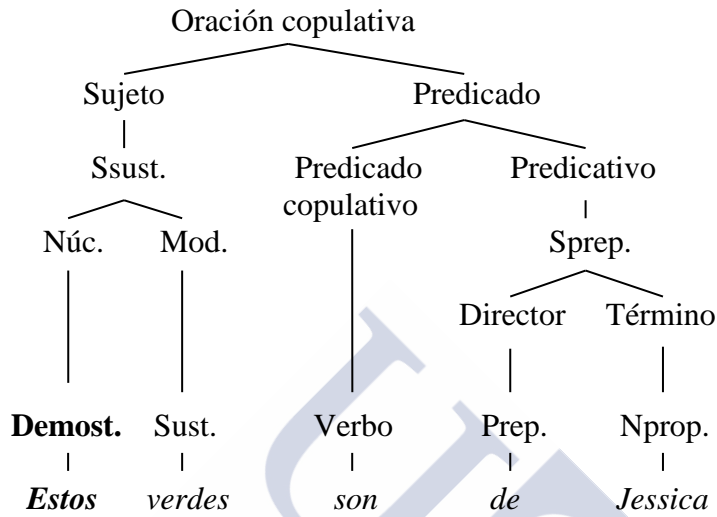 Oración copulativa
Sujeto Predicado
Ssust. Predicado copulativo Predicativo
Núc. Mod. Sprep.
Director Término
Demost. Sust. Verbo Prep. Nprop.
Estos verdes son de Jessica